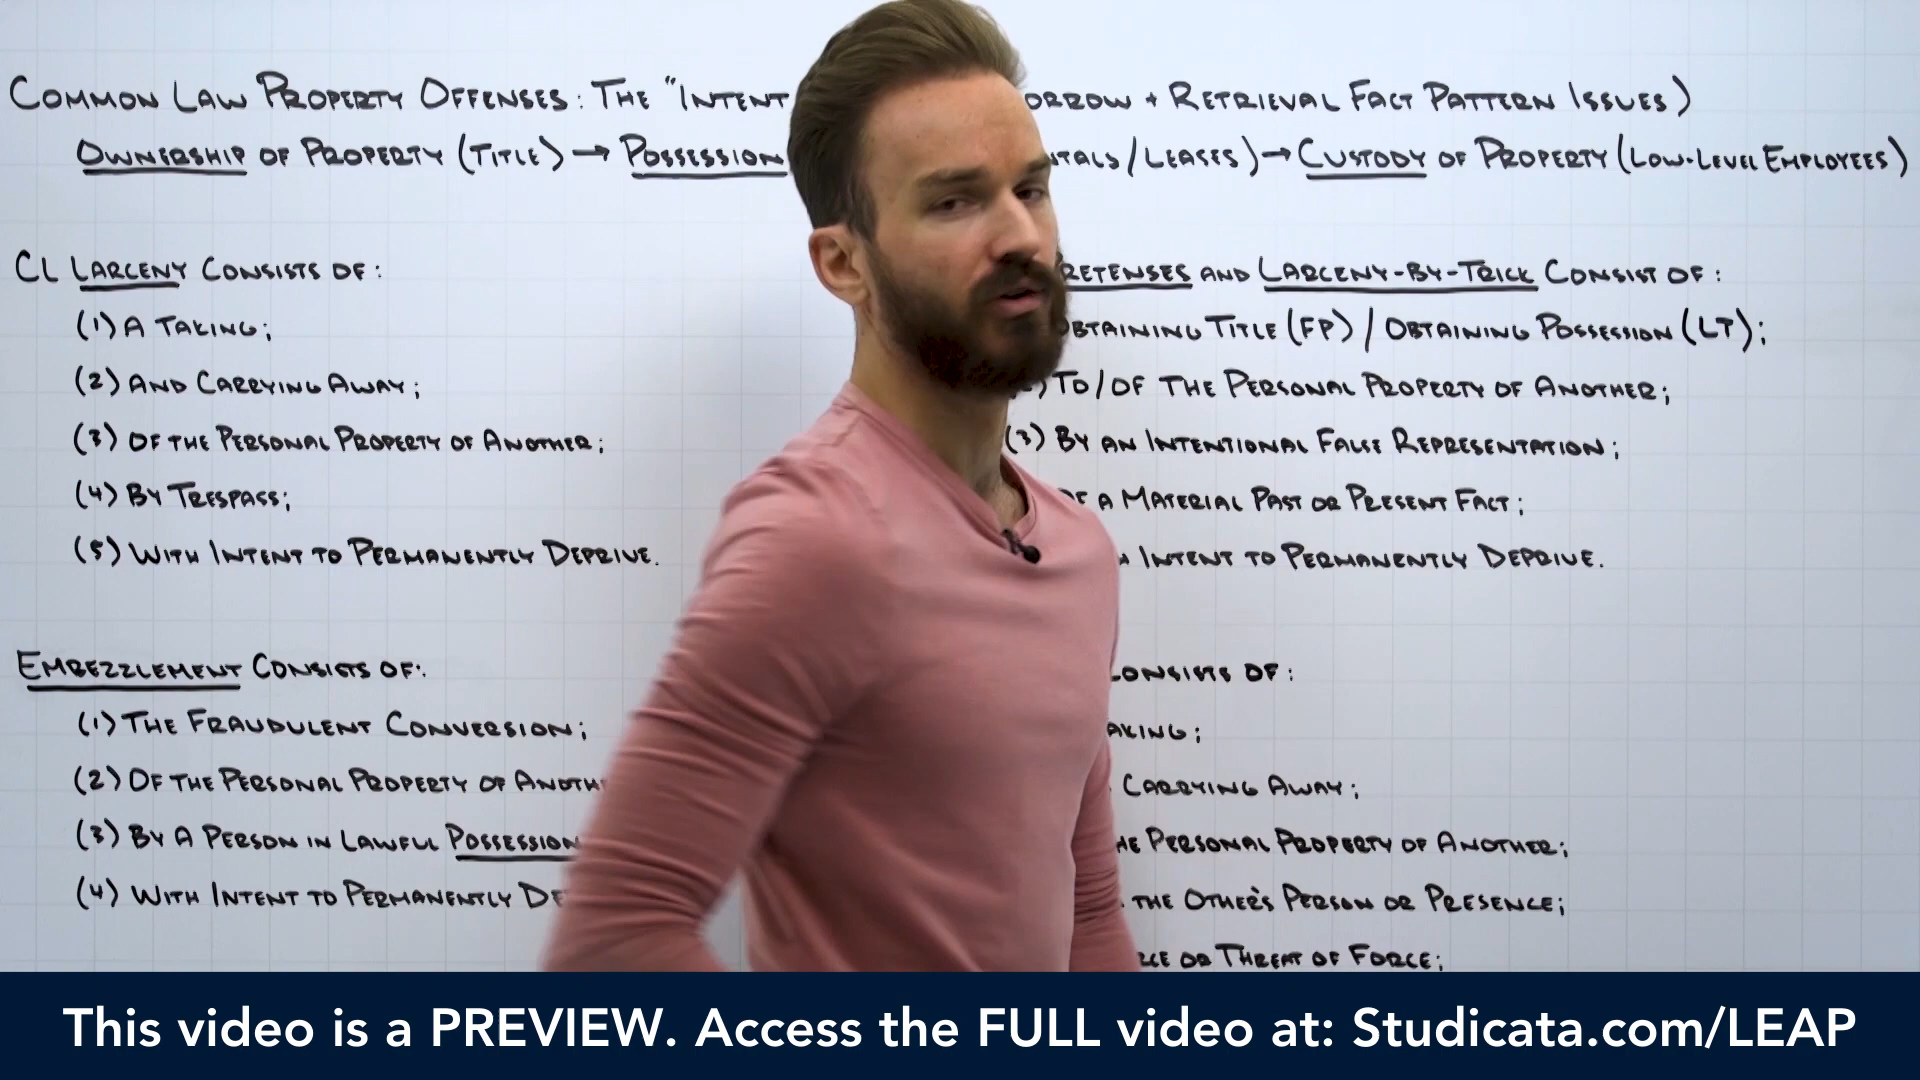 COMMON LAW PROPERTY OFFENSES: THE "INTENT ORROW + RETRIEVAL FACT PATTERN ISSUES)
OWNERSHIP OF PROPERTY (TITLE) → POSSESSION NTALS/LEASES) → CUSTODY OF PROPERTY (LOW-LEVEL EMPLOYEES)
CL LARCENY CONSISTS OF:
(1) A TAKING;
(2) AND CARRYING AWAY;
(3) OF THE PERSONAL PROPERTY OF ANOTHER;
(4) BY TRESPASS;
(5) WITH INTENT TO PERMANENTLY DEPRIVE.
RETENSES AND LARCENY-BY-TRICK CONSIST OF:
BTAINING TITLE (FP) / OBTAINING POSSESSION (LT);
) TO/OF THE PERSONAL PROPERTY OF ANOTHER;
(3) BY AN INTENTIONAL FALSE REPRESENTATION;
OF A MATERIAL PAST OR PRESENT FACT;
INTENT TO PERMANENTLY DEPRIVE.
EMBEZZLEMENT CONSISTS OF:
(1) THE FRAUDULENT CONVERSION;
(2) OF THE PERSONAL PROPERTY OF ANOTH
(3) BY A PERSON IN LAWFUL POSSESSION
(4) WITH INTENT TO PERMANENTLY DE
CONSISTS OF:
AKING;
CARRYING AWAY;
HE PERSONAL PROPERTY OF ANOTHER;
THE OTHER'S PERSON OR PRESENCE;
RCE OR THREAT OF FORCE;
This video is a PREVIEW. Access the FULL video at: Studicata.com/LEAP